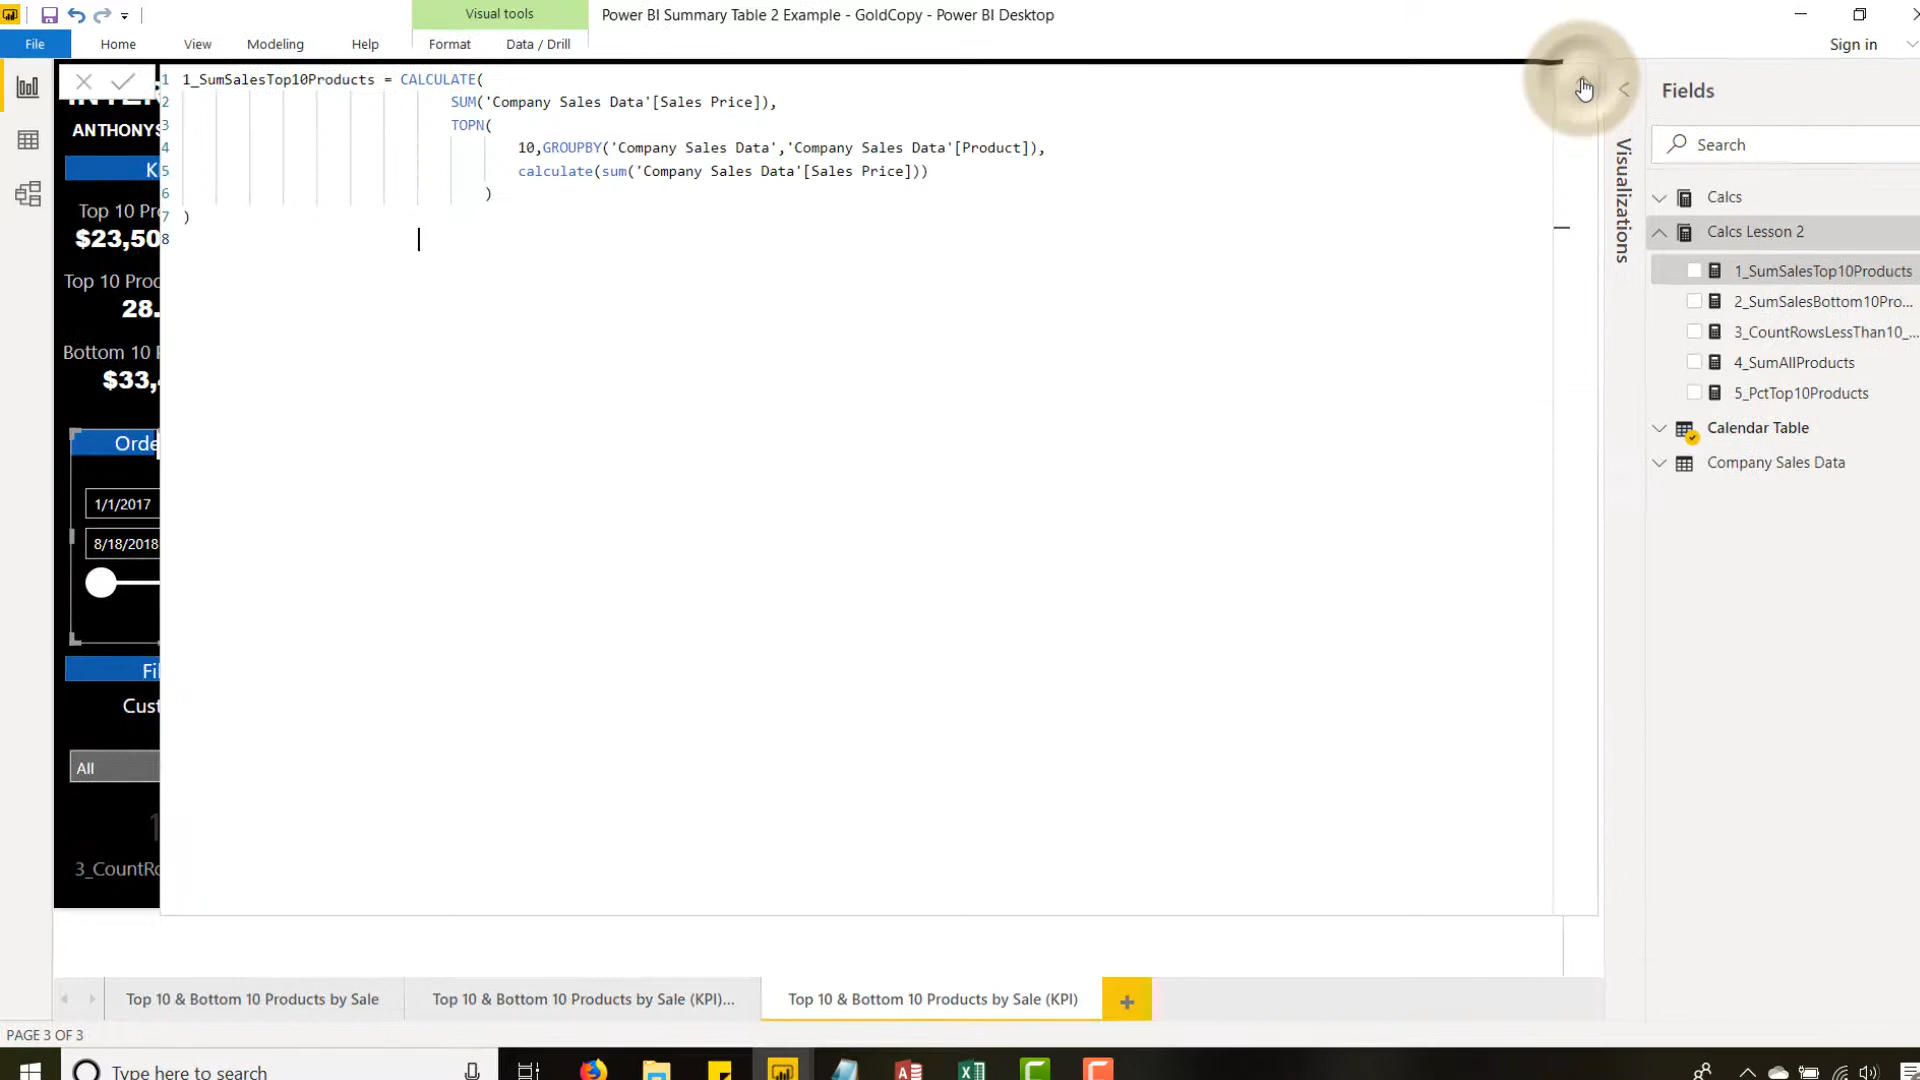 Visual tools
Power BI Summary Table 2 Example - GoldCopy - Power BI Desktop
File
Home
View
Modeling
Help
Format
Data / Drill
Sign in
1 1_SumSalesTop10Products = CALCULATE(
2 SUM('Company Sales Data'[Sales Price]),
3 TOPN(
4 10,GROUPBY('Company Sales Data','Company Sales Data'[Product]),
5 calculate(sum('Company Sales Data'[Sales Price]))
6 )
7 )
8
ANTHONYS
K
Top 10 Pro
$23,50
Top 10 Proc
28.
Bottom 10 P
$33,4
Orde
1/1/2017
8/18/2018
Fil
Cust
All
3_CountRo
Visualizations
Fields
Search
Calcs
Calcs Lesson 2
1_SumSalesTop10Products
2_SumSalesBottom10Pro...
3_CountRowsLessThan10_...
4_SumAllProducts
5_PctTop10Products
Calendar Table
Company Sales Data
Top 10 & Bottom 10 Products by Sale
Top 10 & Bottom 10 Products by Sale (KPI)...
Top 10 & Bottom 10 Products by Sale (KPI)
PAGE 3 OF 3
Type here to search